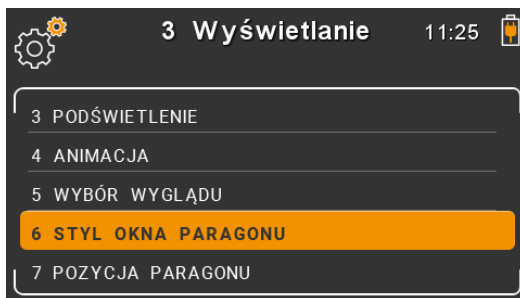 3 Wyświetlanie 11:25
3 PODŚWIETLENIE
4 ANIMACJA
5 WYBÓR WYGLĄDU
6 STYL OKNA PARAGONU
7 POZYCJA PARAGONU